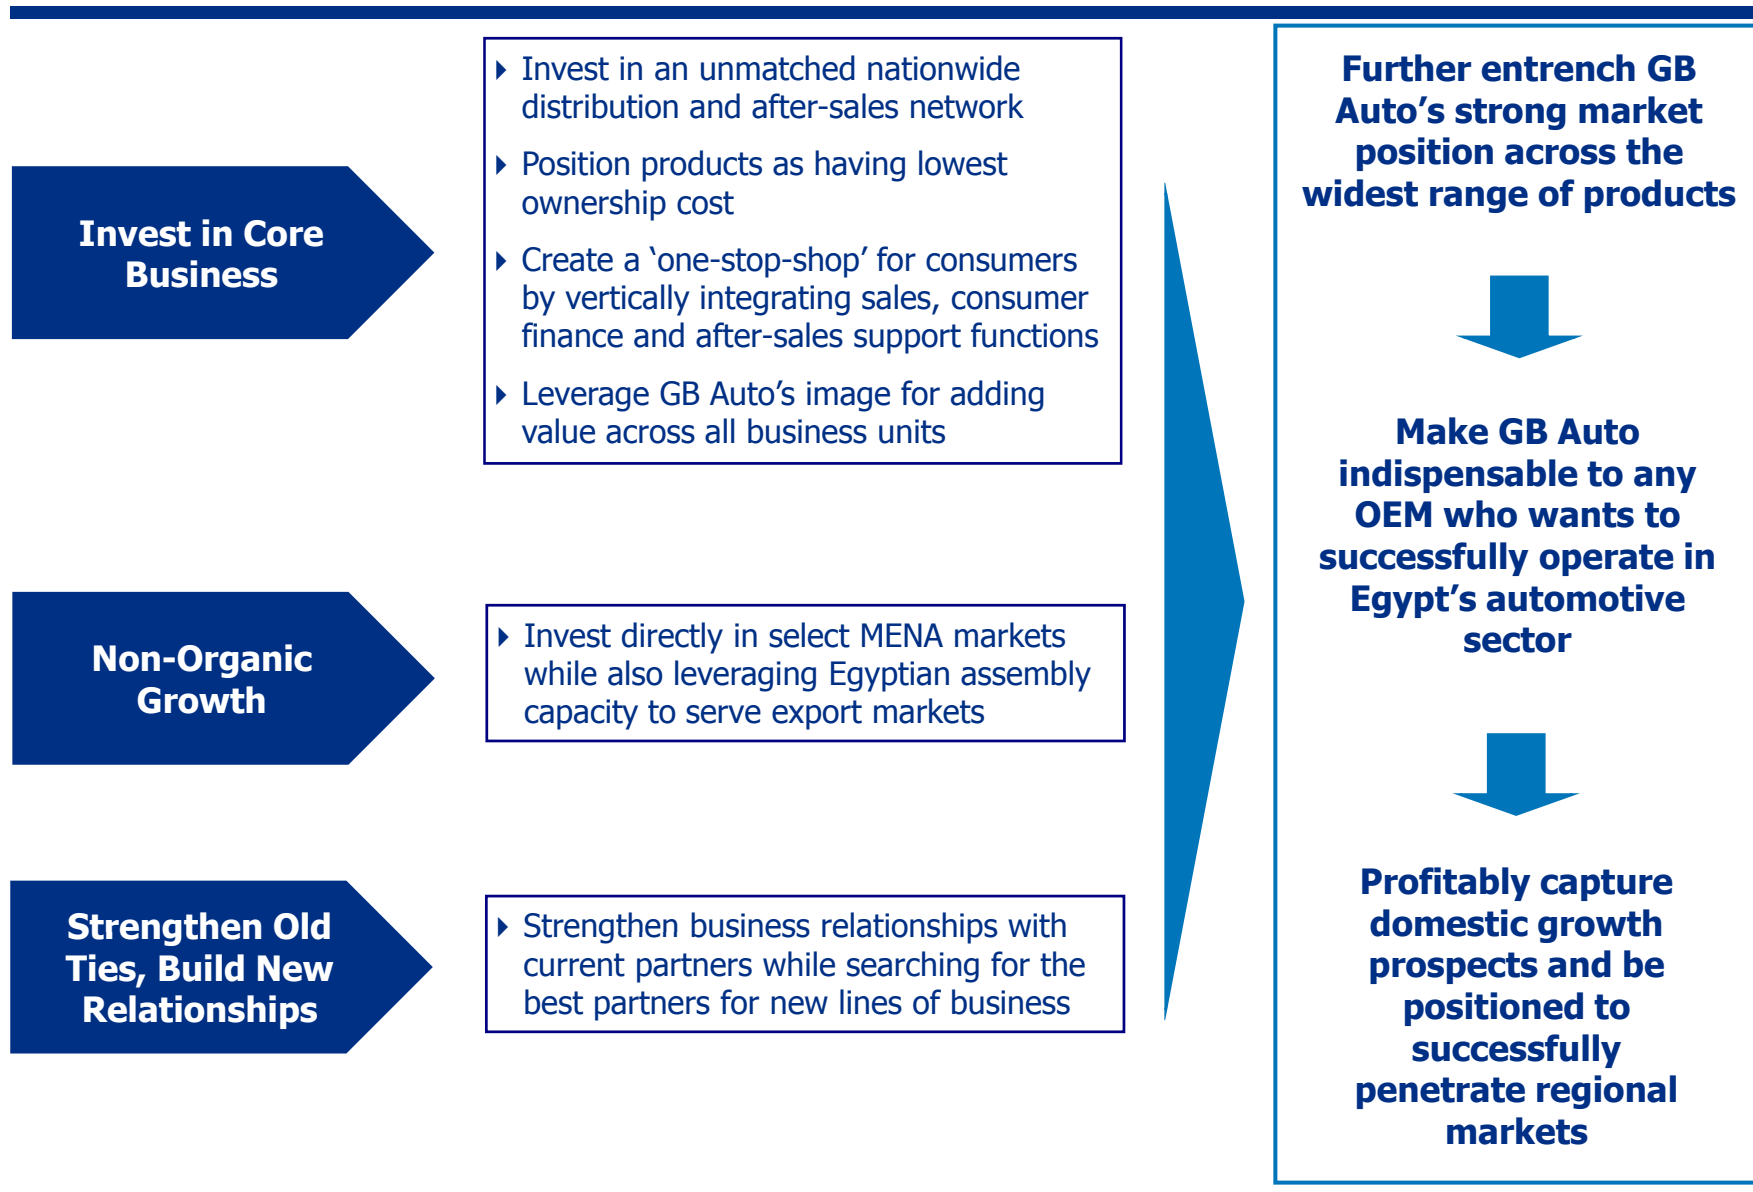 Invest in Core
Business
Invest in an unmatched nationwide
distribution and after-sales network
Position products as having lowest
ownership cost
Create a ‘one-stop-shop’ for consumers
by vertically integrating sales, consumer
finance and after-sales support functions
Leverage GB Auto’s image for adding
value across all business units
Non-Organic
Growth
Invest directly in select MENA markets
while also leveraging Egyptian assembly
capacity to serve export markets
Strengthen Old
Ties, Build New
Relationships
Strengthen business relationships with
current partners while searching for the
best partners for new lines of business
Further entrench GB
Auto’s strong market
position across the
widest range of products
Make GB Auto
indispensable to any
OEM who wants to
successfully operate in
Egypt’s automotive
sector
Profitably capture
domestic growth
prospects and be
positioned to
successfully
penetrate regional
markets